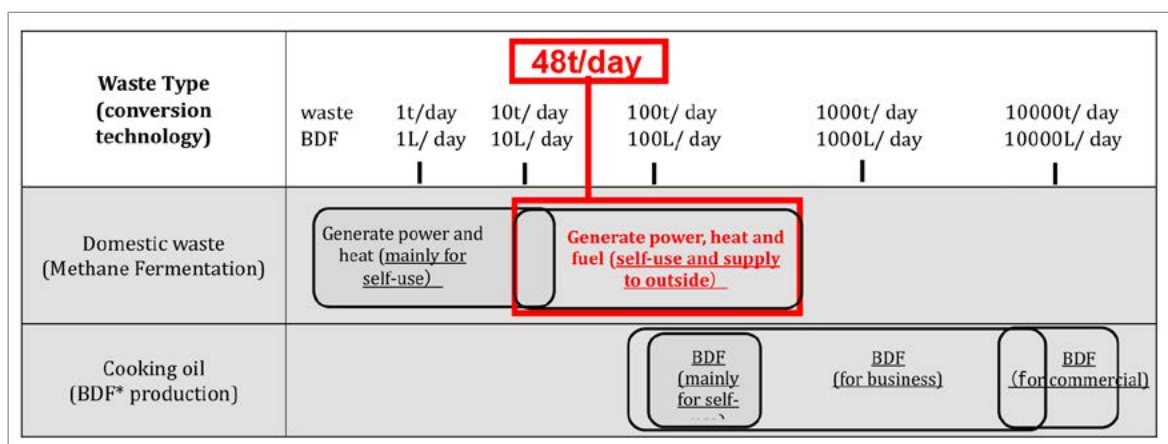 48t/day
Waste Type
(conversion
technology)
waste 1t/day 10t/ day 100t/ day 1000t/ day 10000t/ day
BDF 1L/ day 10L/ day 100L/ day 1000L/ day 10000L/ day
Domestic waste
(Methane Fermentation)
Generate power and
heat (mainly for
self-use)
Generate power, heat and
fuel (self-use and supply
to outside)
Cooking oil
(BDF* production)
BDF
(mainly
for self-
BDF
(for business)
BDF
(for commercial)